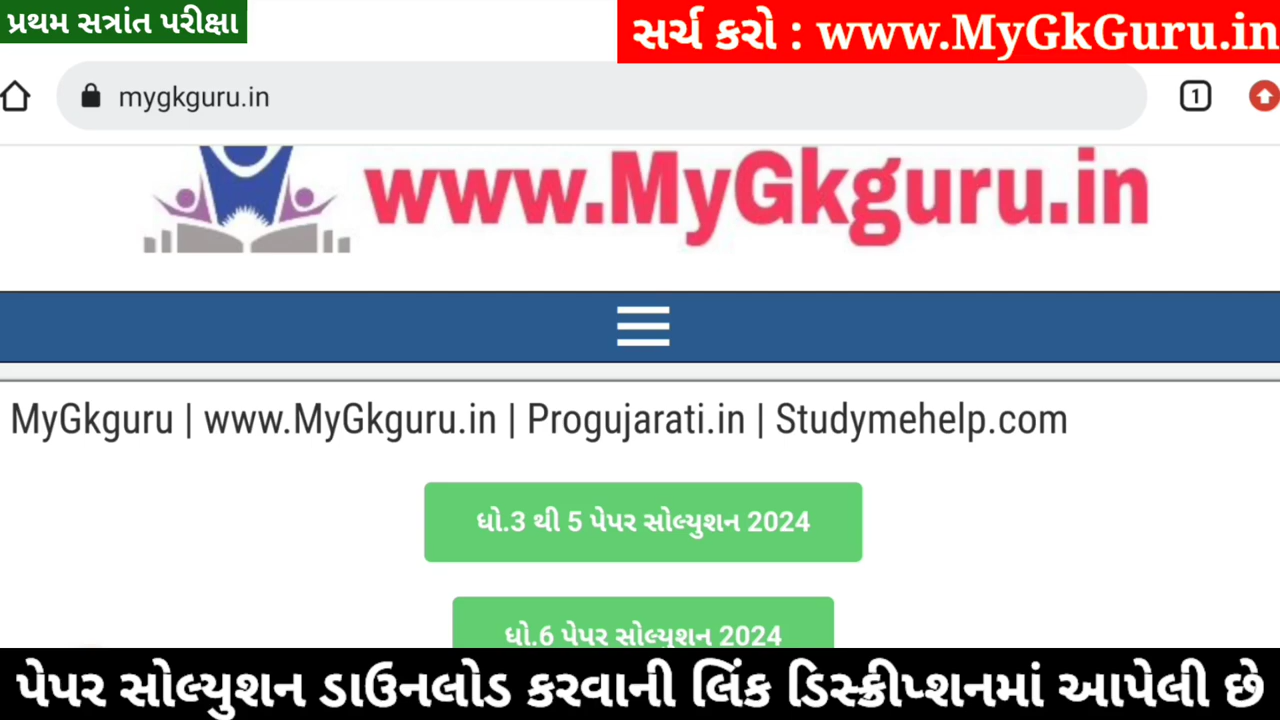 પ્રથમ સત્રાંત પરીક્ષા
સર્ચ કરો : www.MyGkGuru.in
mygkguru.in
1
www.MyGkguru.in
MyGkguru | www.MyGkguru.in | Progujarati.in | Studymehelp.com
ધો.3 થી 5 પેપર સોલ્યુશન 2024
ધો.6 પેપર સોલ્યુશન 2024
પેપર સોલ્યુશન ડાઉનલોડ કરવાની લિંક ડિસ્ક્રીપ્શનમાં આપેલી છે